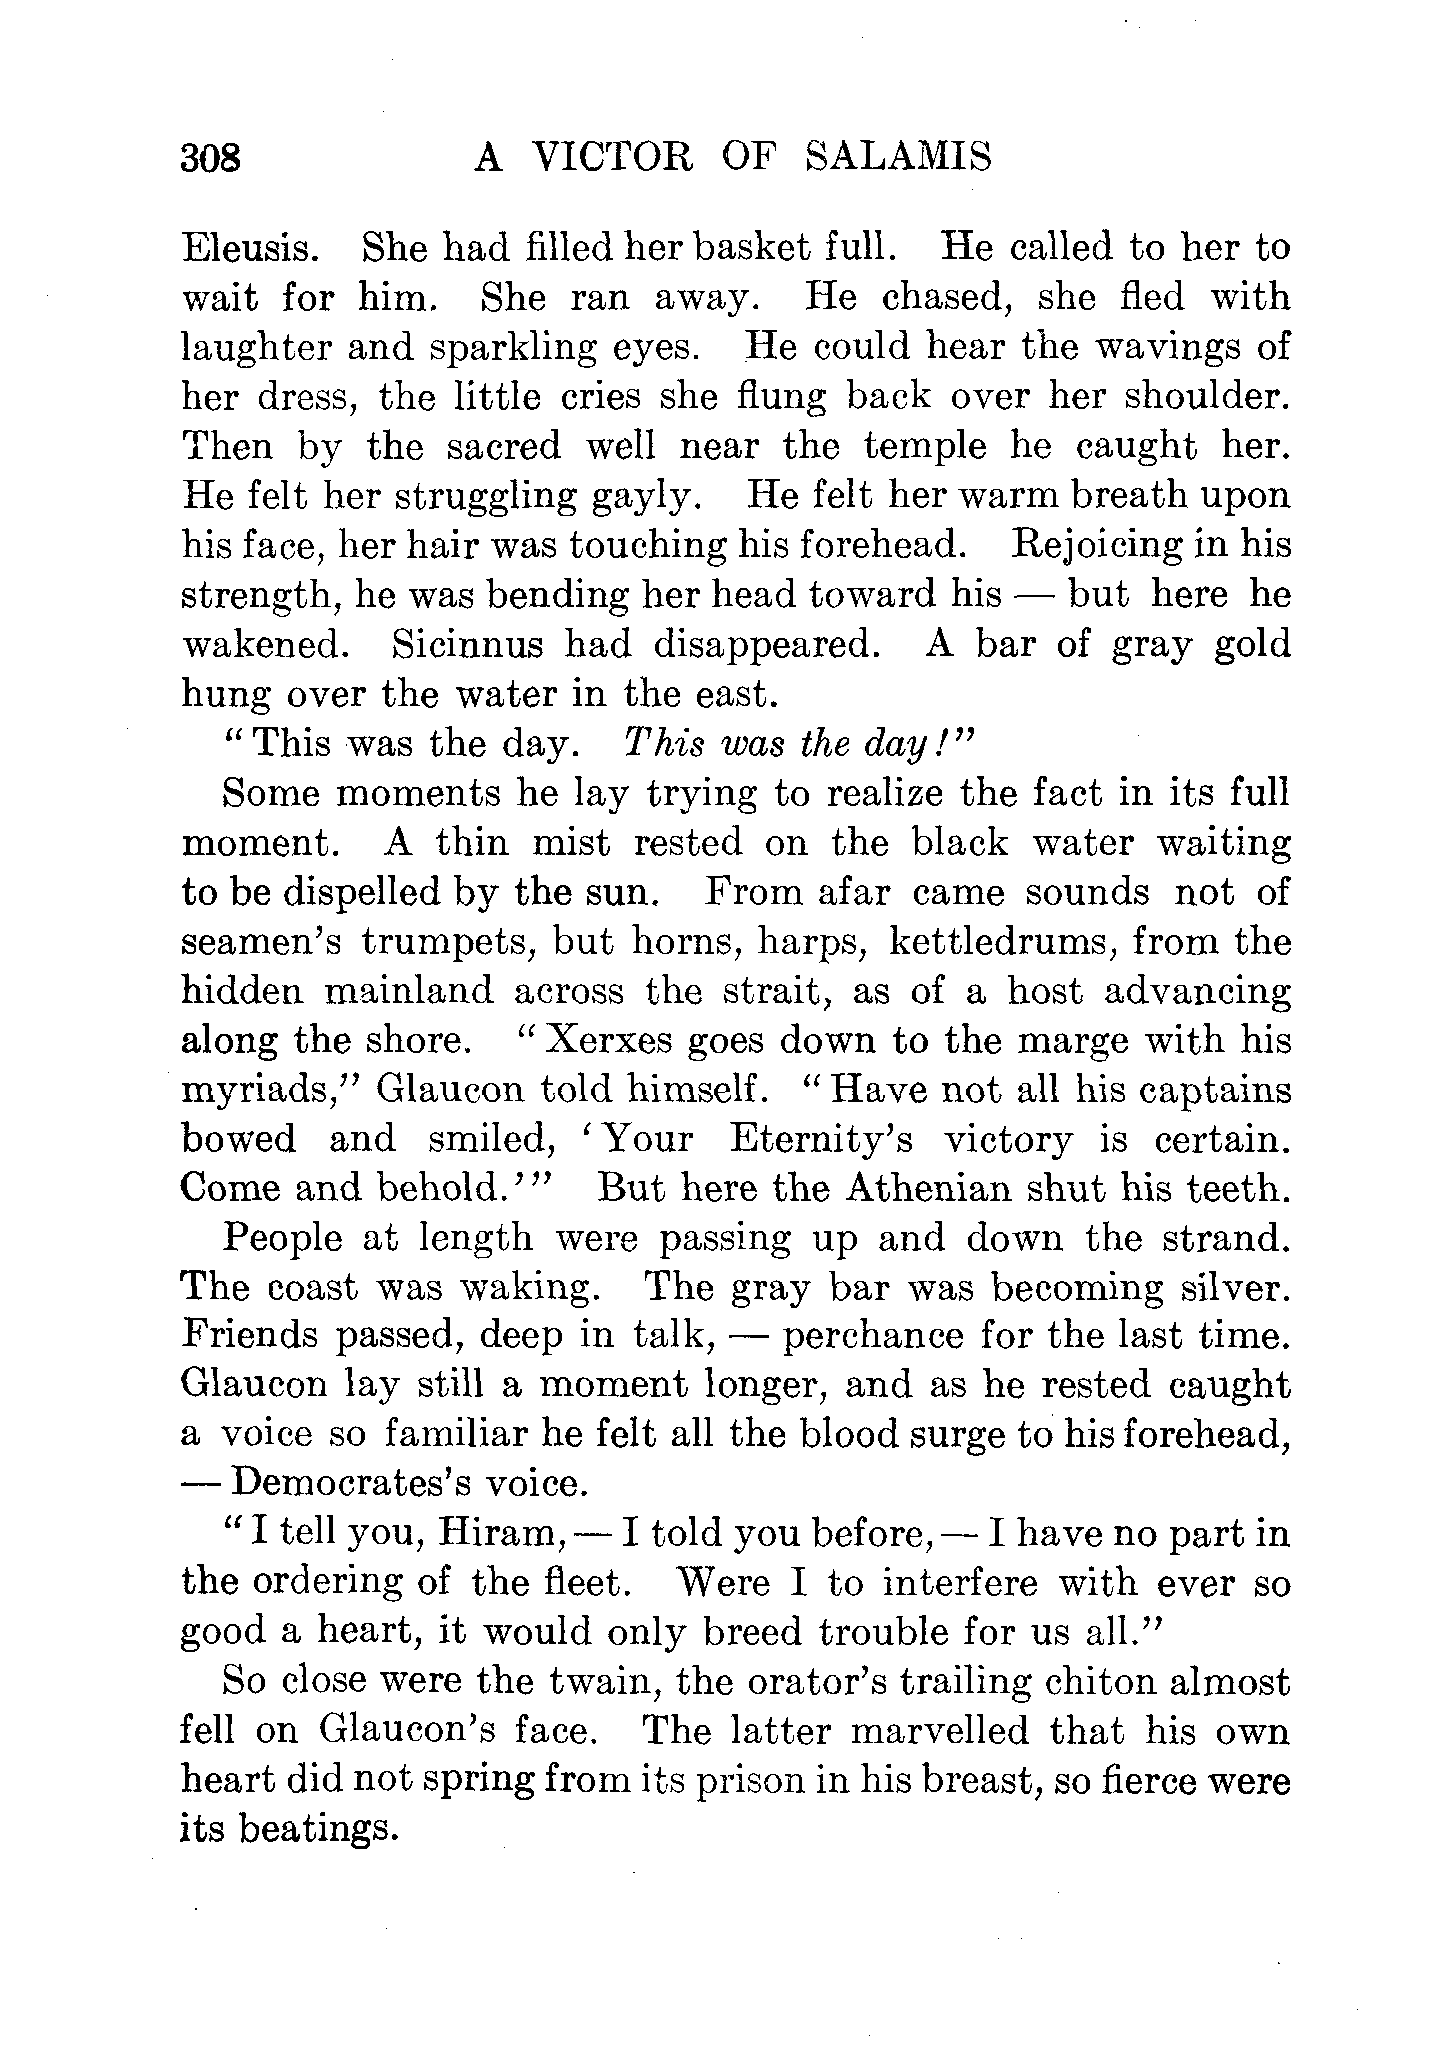 308 A VICTOR OF SALAMIS
Eleusis. She had filled her basket full. He called to her to
wait for him. She ran away. He chased, she fled with
laughter and sparkling eyes. He could hear the wavings of
her dress, the little cries she flung back over her shoulder.
Then by the sacred well near the temple he caught her.
He felt her struggling gayly. He felt her warm breath upon
his face, her hair was touching his forehead. Rejoicing in his
strength, he was bending her head toward his — but here he
wakened. Sicinnus had disappeared. A bar of gray gold
hung over the water in the east.
“This was the day. This was the day!”
Some moments he lay trying to realize the fact in its full
moment. A thin mist rested on the black water waiting
to be dispelled by the sun. From afar came sounds not of
seamen’s trumpets, but horns, harps, kettledrums, from the
hidden mainland across the strait, as of a host advancing
along the shore. “Xerxes goes down to the marge with his
myriads,” Glaucon told himself. “Have not all his captains
bowed and smiled, ‘Your Eternity’s victory is certain.
Come and behold.’” But here the Athenian shut his teeth.
People at length were passing up and down the strand.
The coast was waking. The gray bar was becoming silver.
Friends passed, deep in talk, — perchance for the last time.
Glaucon lay still a moment longer, and as he rested caught
a voice so familiar he felt all the blood surge to his forehead,
— Democrates’s voice.
“I tell you, Hiram, — I told you before, — I have no part in
the ordering of the fleet. Were I to interfere with ever so
good a heart, it would only breed trouble for us all.”
So close were the twain, the orator’s trailing chiton almost
fell on Glaucon’s face. The latter marvelled that his own
heart did not spring from its prison in his breast, so fierce were
its beatings.